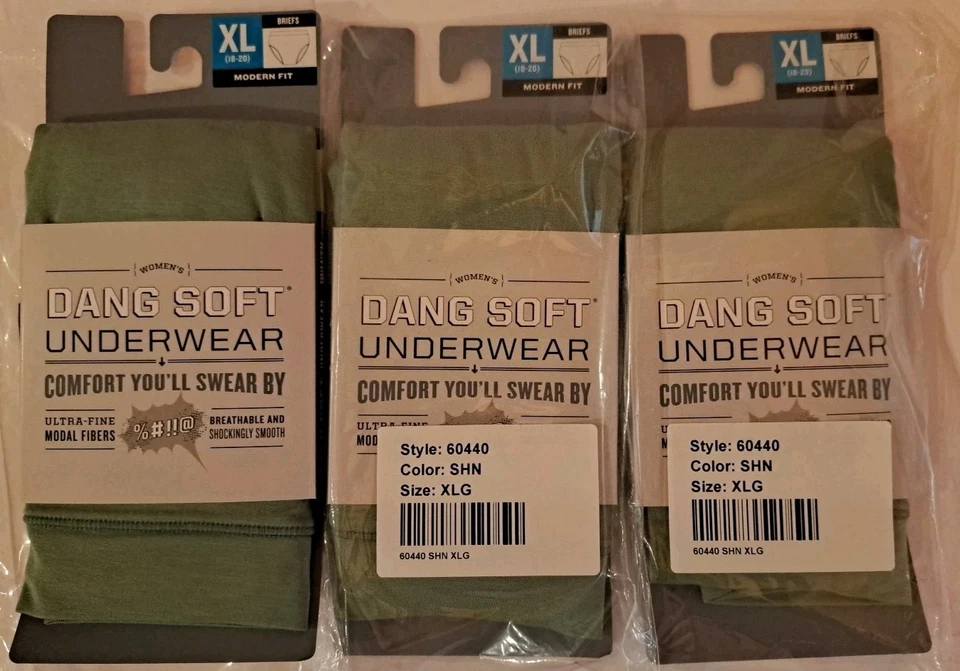 XL
(18-20)
BRIEFS
MODERN FIT
{WOMEN'S}
DANG SOFT®
UNDERWEAR
COMFORT YOU'LL SWEAR BY
ULTRA-FINE
MODAL FIBERS
%#!!@
BREATHABLE AND
SHOCKINGLY SMOOTH
XL
(18-20)
BRIEFS
MODERN FIT
{WOMEN'S}
DANG SOFT®
UNDERWEAR
COMFORT YOU'LL SWEAR BY
ULTRA-FINE
Style: 60440
Color: SHN
Size: XLG
60440 SHN XLG
XL
(18-20)
BRIEFS
MODERN FIT
{WOMEN'S}
DANG SOFT®
UNDERWEAR
COMFORT YOU'LL SWEAR BY
Style: 60440
Color: SHN
Size: XLG
60440 SHN XLG